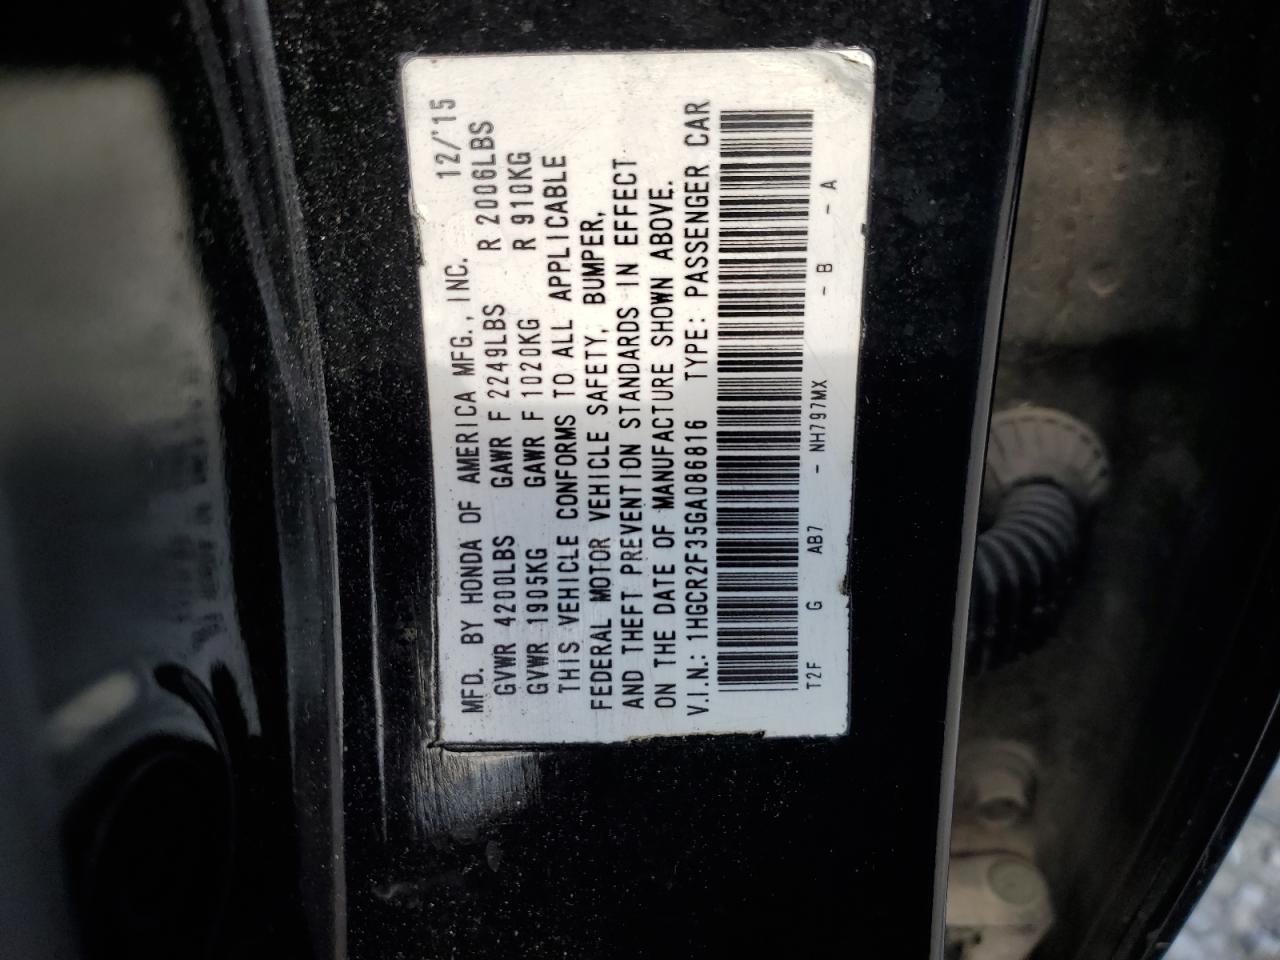 MFD. BY HONDA OF AMERICA MFG., INC. 12/'15
GVWR 4200LBS GAWR F 2249LBS R 2006LBS
GVWR 1905KG GAWR F 1020KG R 910KG
THIS VEHICLE CONFORMS TO ALL APPLICABLE
FEDERAL MOTOR VEHICLE SAFETY, BUMPER,
AND THEFT PREVENTION STANDARDS IN EFFECT
ON THE DATE OF MANUFACTURE SHOWN ABOVE.
V.I.N.: 1HGCR2F35GA086816 TYPE: PASSENGER CAR
T2F G AB7 - NH797MX - B - A